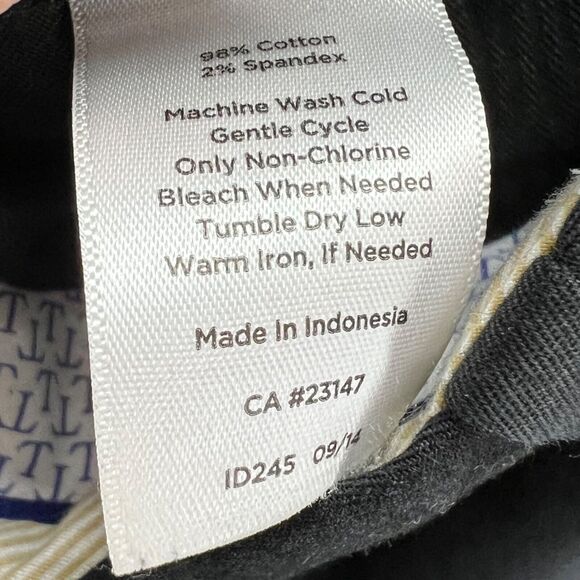 98% Cotton
2% Spandex
Machine Wash Cold
Gentle Cycle
Only Non-Chlorine
Bleach When Needed
Tumble Dry Low
Warm Iron, If Needed
Made In Indonesia
CA #23147
ID245 09/14